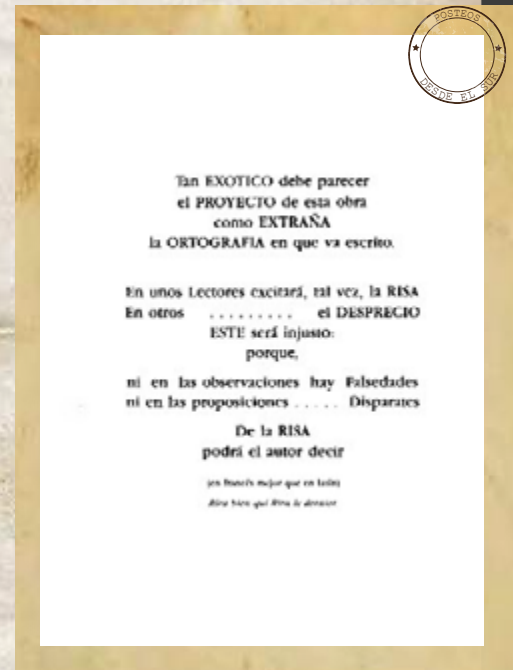 POSTEOS
DESDE EL SUR
Tan EXOTICO debe parecer
el PROYECTO de esta obra
como EXTRAÑA
la ORTOGRAFIA en que va escrito.
En unos Lectores excitará, tal vez, la RISA
En otros ......... el DESPRECIO
ESTE será injusto:
porque,
ni en las observaciones hay Falsedades
ni en las proposiciones ..... Disparates
De la RISA
podrá el autor decir
(en francés mejor que en latín)
Rira bien qui Rira le dernier